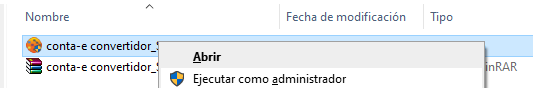 Nombre Fecha de modificación Tipo
conta-e convertidor_S
Abrir
conta-e convertidor_S inRAR
Ejecutar como administrador